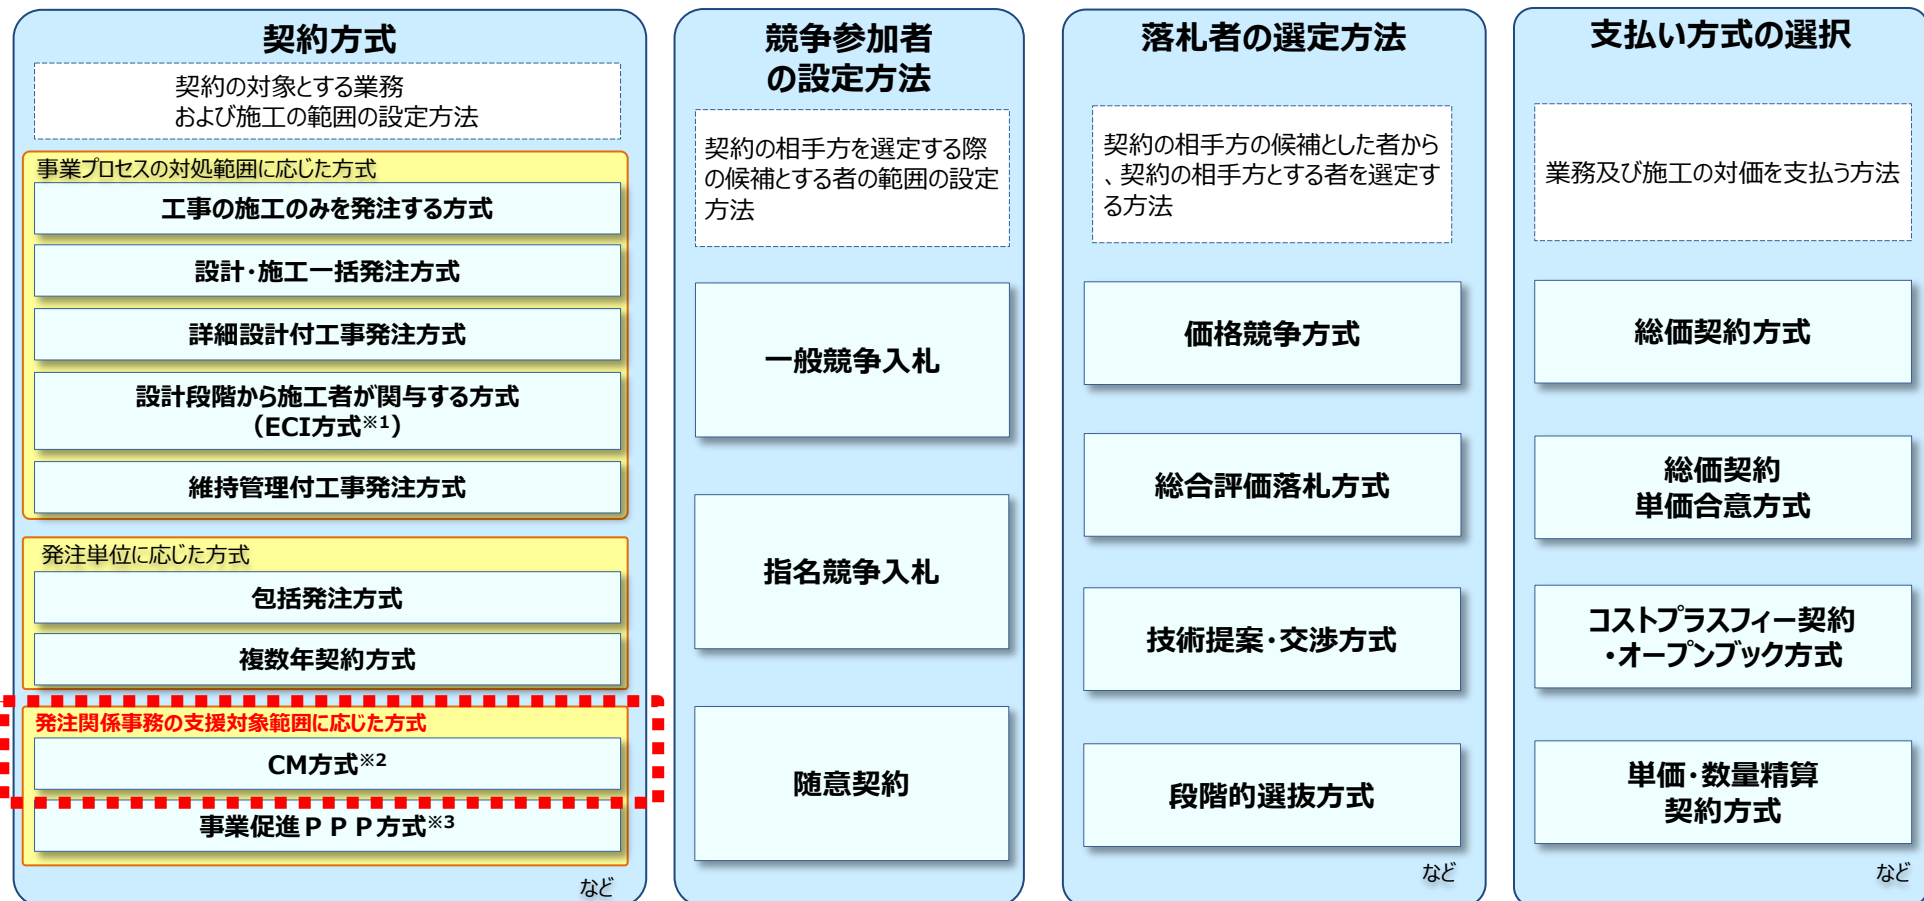 契約方式
契約の対象とする業務
および施工の範囲の設定方法
事業プロセスの対処範囲に応じた方式
工事の施工のみを発注する方式
設計・施工一括発注方式
詳細設計付工事発注方式
設計段階から施工者が関与する方式
（ECI方式※1）
維持管理付工事発注方式
発注単位に応じた方式
包括発注方式
複数年契約方式
発注関係事務の支援対象範囲に応じた方式
CM方式※2
事業促進ＰＰＰ方式※3
など
競争参加者
の設定方法
契約の相手方を選定する際
の候補とする者の範囲の設定
方法
一般競争入札
指名競争入札
随意契約
落札者の選定方法
契約の相手方の候補とした者から
、契約の相手方とする者を選定す
る方法
価格競争方式
総合評価落札方式
技術提案・交渉方式
段階的選抜方式
など
支払い方式の選択
業務及び施工の対価を支払う方法
総価契約方式
総価契約
単価合意方式
コストプラスフィー契約
・オープンブック方式
単価・数量精算
契約方式
など